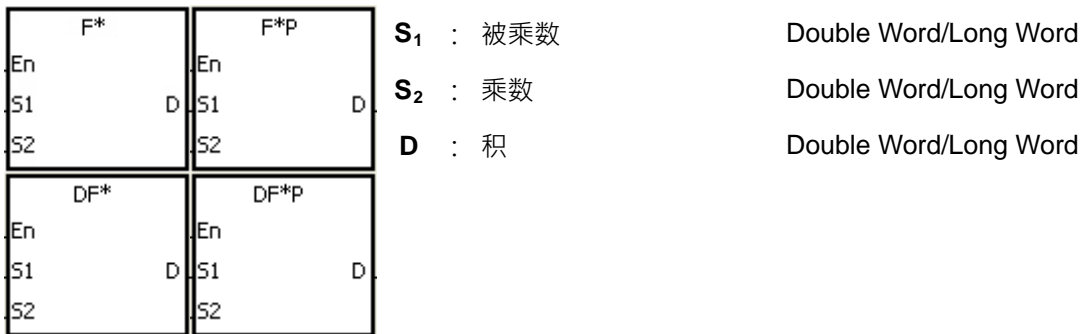 F* F*P
En En
S1 D S1 D
S2 S2
DF* DF*P
En En
S1 D S1 D
S2 S2
S1 : 被乘数 Double Word/Long Word
S2 : 乘数 Double Word/Long Word
D : 积 Double Word/Long Word